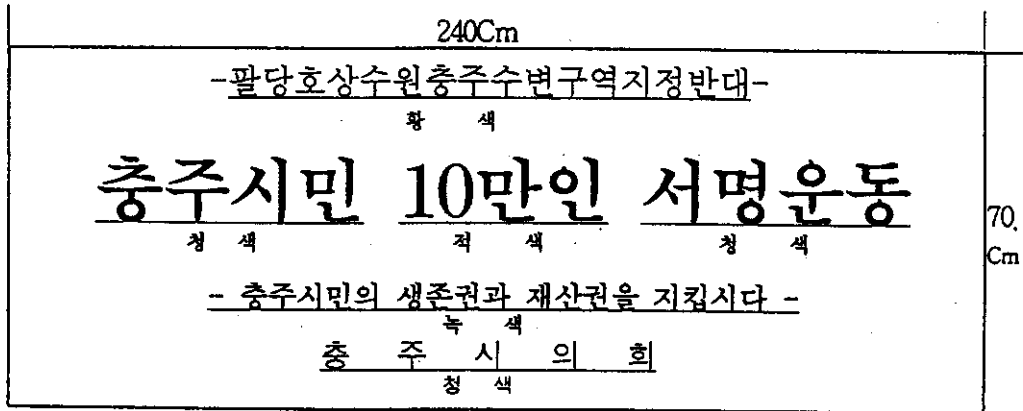 240Cm
-팔당호상수원충주수변구역지정반대-
황 색
충주시민 10만인 서명운동
청 색 적 색 청 색
70.
Cm
- 충주시민의 생존권과 재산권을 지킵시다 -
녹 색
충 주 시 의 회
청 색